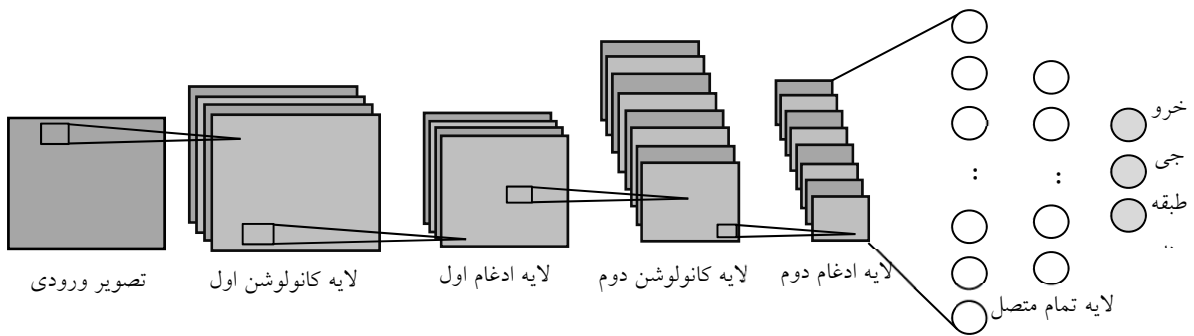 تصویر ورودی
لایه کانولوشن اول
لایه ادغام اول
لایه کانولوشن دوم
لایه ادغام دوم
لایه تمام متصل
خرو
جی
طبقه